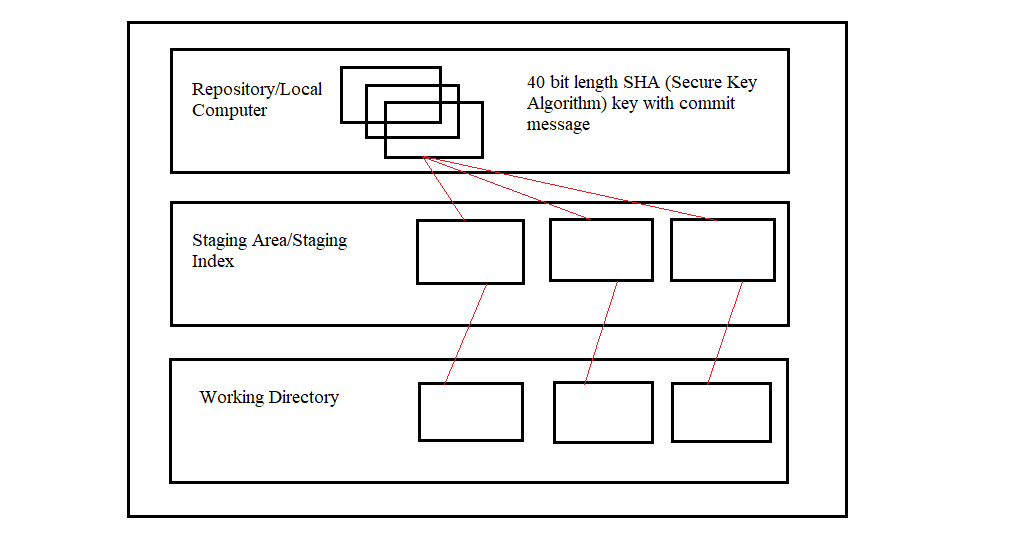 Repository/Local
Computer
40 bit length SHA (Secure Key
Algorithm) key with commit
message
Staging Area/Staging
Index
Working Directory